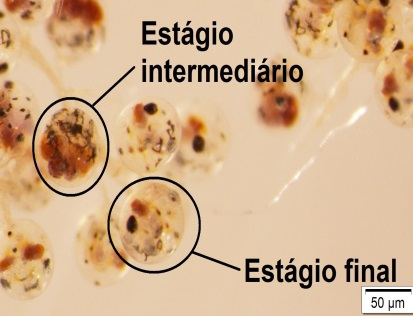 Estágio
intermediário
Estágio final
50 µm